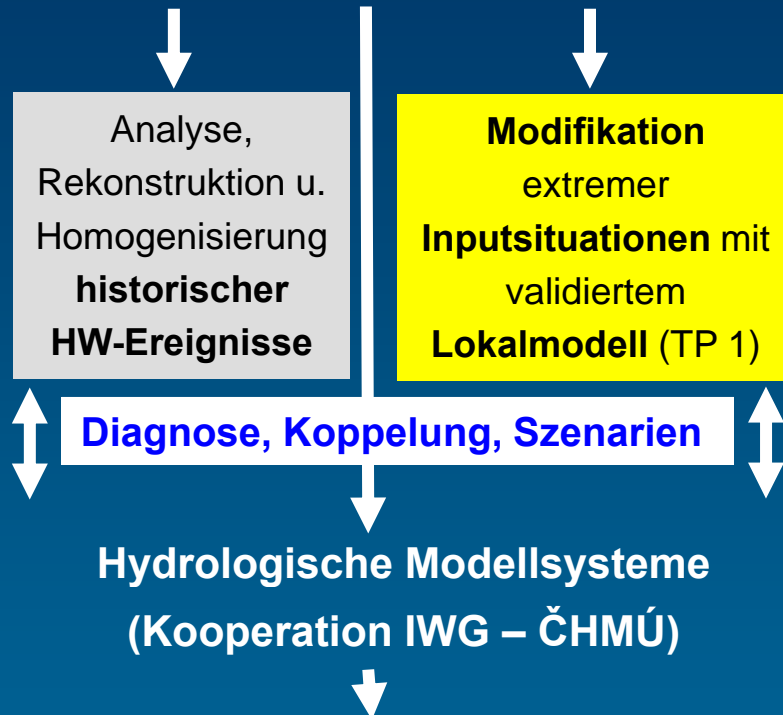 Analyse,
Rekonstruktion u.
Homogenisierung
historischer
HW-Ereignisse
Modifikation
extremer
Inputsituationen mit
validiertem
Lokalmodell (TP 1)
Diagnose, Koppelung, Szenarien
Hydrologische Modellsysteme
(Kooperation IWG – ČHMÚ)